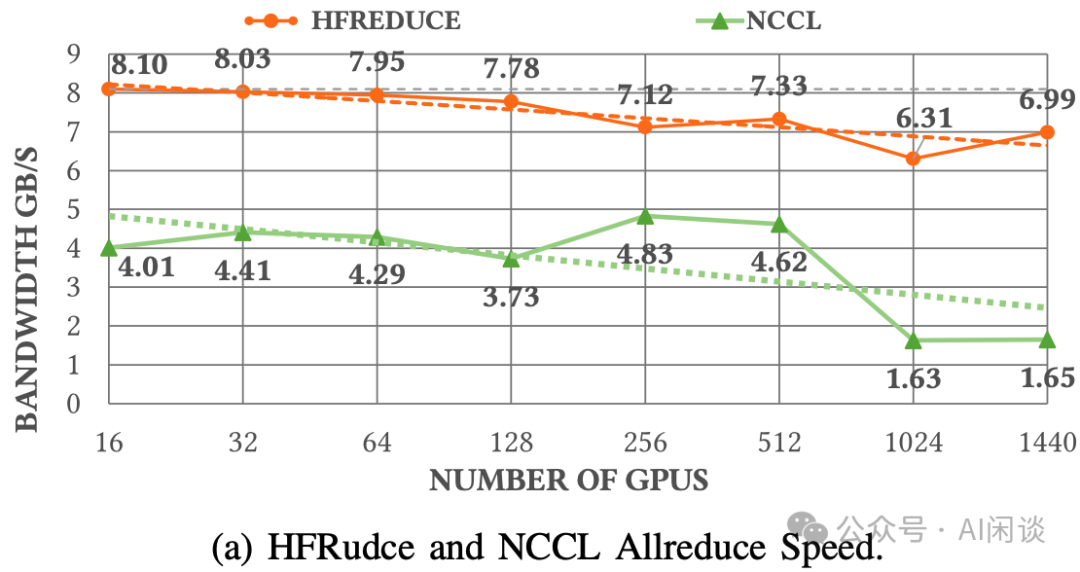 HFREDUCE NCCL
9
8
7
6
5
4
3
2
1
0
BANDWIDTH GB/S
8.10 8.03 7.95 7.78 7.12 7.33 6.31 6.99
4.01 4.41 4.29 3.73 4.83 4.62 1.63 1.65
16 32 64 128 256 512 1024 1440
NUMBER OF GPUS
公众号 · AI闲谈
(a) HFRudce and NCCL Allreduce Speed.